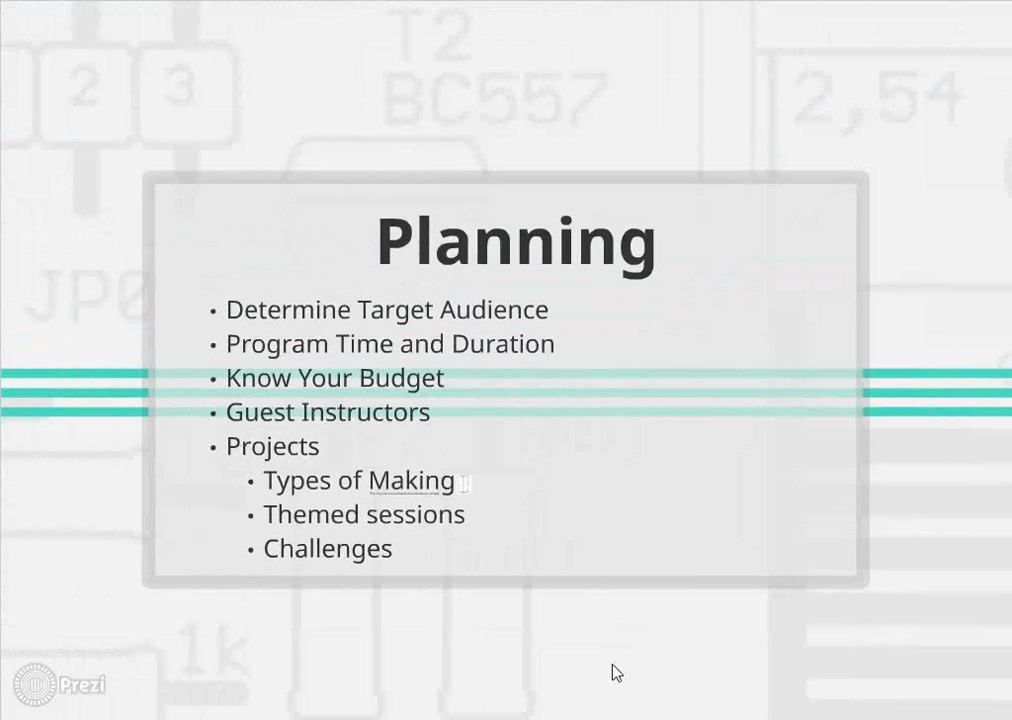 T2
BC557
2
3
2,54
JP0
Planning
• Determine Target Audience
• Program Time and Duration
• Know Your Budget
• Guest Instructors
• Projects
• Types of Making
• Themed sessions
• Challenges
1k
Prezi